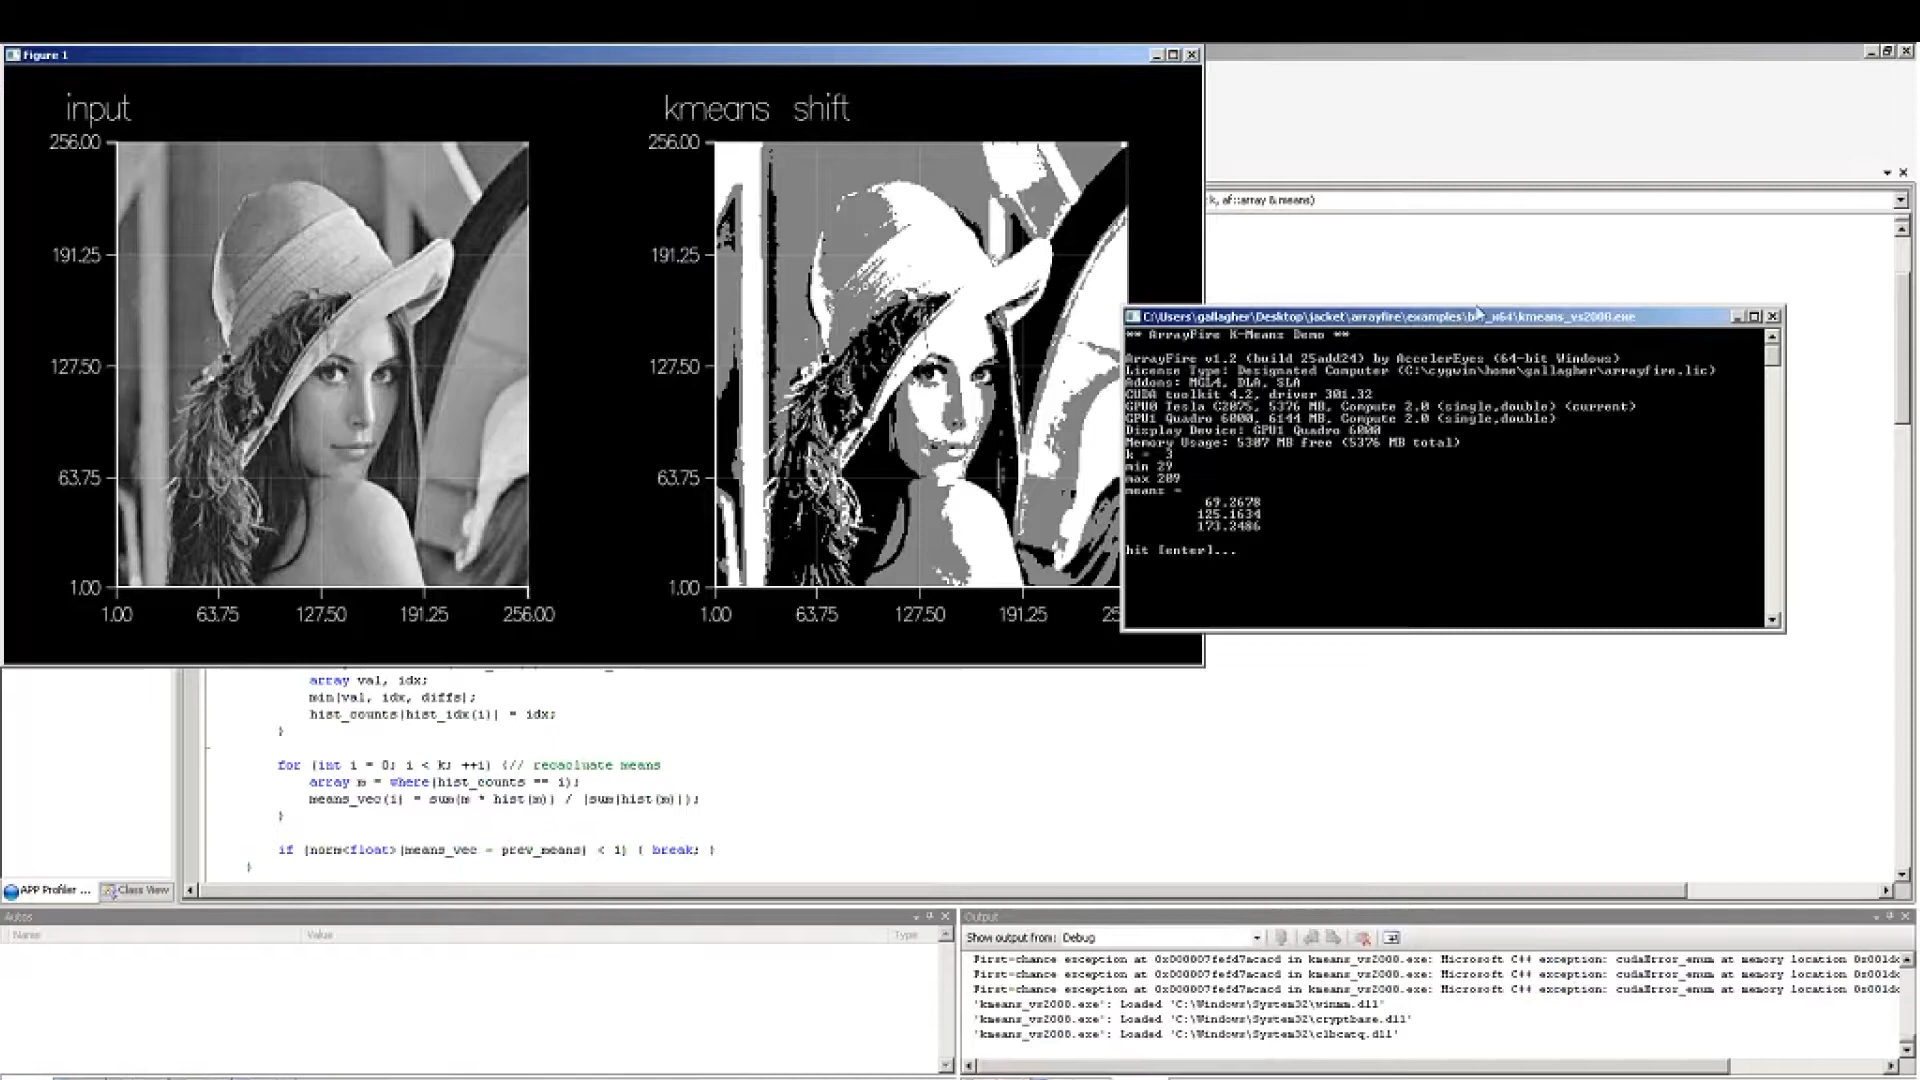 Figure 1
input
kmeans shift
256.00
191.25
127.50
63.75
1.00
1.00 63.75 127.50 191.25 256.00
256.00
191.25
127.50
63.75
1.00
1.00 63.75 127.50 191.25
k, af::array & means)
C:\Users\gallagher\Desktop\jacket\arrayfire\examples\ _x64\kmeans_vs2008.exe
** ArrayFire K-Means Demo **
ArrayFire v1.2 (build 25add24) by AccelerEyes (64-bit Windows)
License Type: Designated Computer (C:\cygwin\home\gallagher\arrayfire.lic)
Addons: MGL4, DLA, SLA
CUDA toolkit 4.2, driver 301.32
GPU0 Tesla C2075, 5376 MB, Compute 2.0 (single,double) (current)
GPU1 Quadro 6000, 6144 MB, Compute 2.0 (single,double)
Display Device: GPU1 Quadro 6000
Memory Usage: 5307 MB free (5376 MB total)
k = 3
min 29
max 209
means =
69.2678
125.1634
173.2486
hit [enter]...
array val, idx;
min(val, idx, diffs);
hist_counts(hist_idx(i)) = idx;
}
for (int i = 0; i < k; ++i) {// recacluate means
array m = where(hist_counts == i);
means_vec(i) = sum(m * hist(m)) / (sum(hist(m)));
}
if (norm<float>(means_vec - prev_means) < 1) { break; }
}
APP Profiler ... Class View
Autos
Name Value Type
Output
Show output from: Debug
First-chance exception at 0x000007fefd7acacd in kmeans_vs2008.exe: Microsoft C++ exception: cudaError_enum at memory location 0x001dc
First-chance exception at 0x000007fefd7acacd in kmeans_vs2008.exe: Microsoft C++ exception: cudaError_enum at memory location 0x001dc
First-chance exception at 0x000007fefd7acacd in kmeans_vs2008.exe: Microsoft C++ exception: cudaError_enum at memory location 0x001dc
'kmeans_vs2008.exe': Loaded 'C:\Windows\System32\winmm.dll'
'kmeans_vs2008.exe': Loaded 'C:\Windows\System32\cryptbase.dll'
'kmeans_vs2008.exe': Loaded 'C:\Windows\System32\clbcatq.dll'